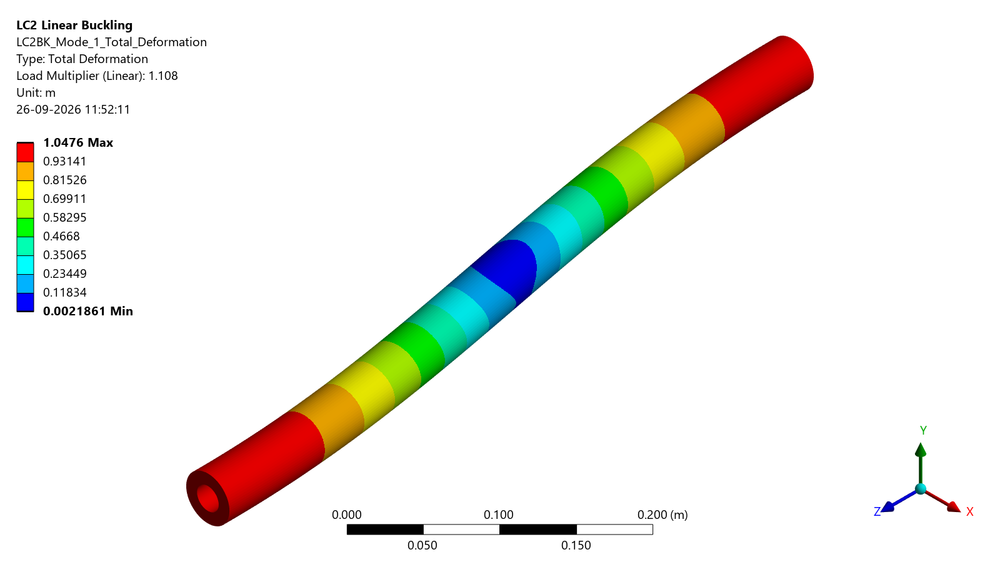 LC2 Linear Buckling
LC2BK_Mode_1_Total_Deformation
Type: Total Deformation
Load Multiplier (Linear): 1.108
Unit: m
26-09-2026 11:52:11
1.0476 Max
0.93141
0.81526
0.69911
0.58295
0.4668
0.35065
0.23449
0.11834
0.0021861 Min
0.000 0.100 0.200 (m)
0.050 0.150
Y
Z X